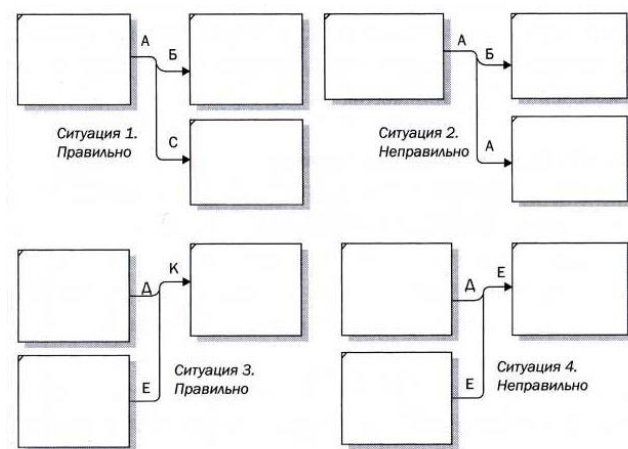 А
Б
С
Ситуация 1.
Правильно
А
Б
А
Ситуация 2.
Неправильно
Д
К
Е
Ситуация 3.
Правильно
Д
Е
Е
Ситуация 4.
Неправильно